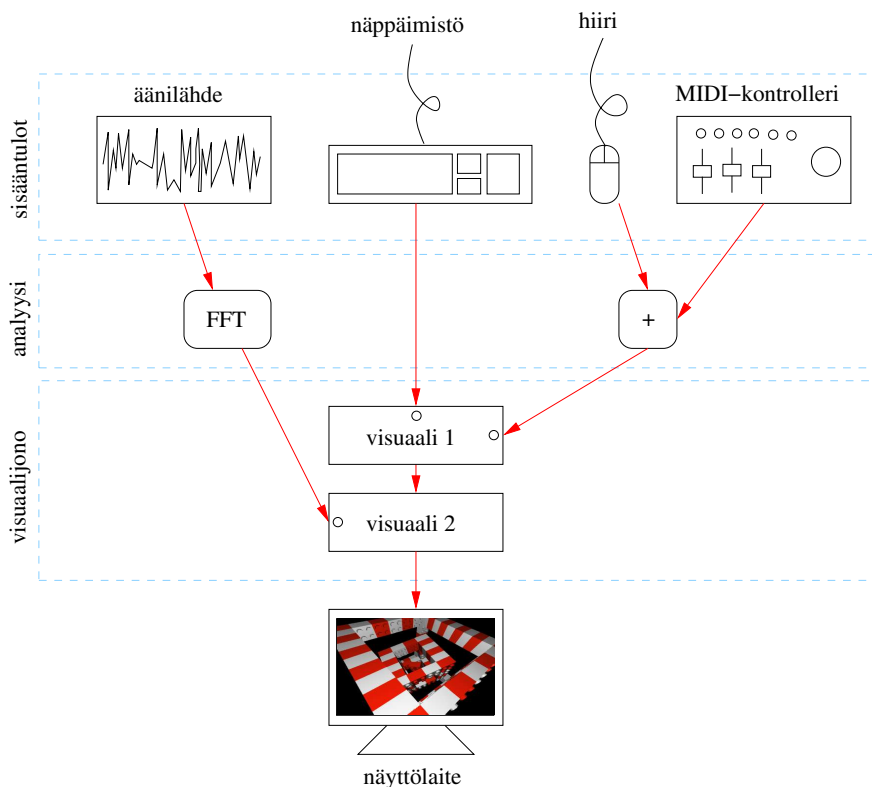 näppäimistö
hiiri
äänilähde
MIDI−kontrolleri
sisääntulot
analyysi
FFT
+
visuaalijono
visuaali 1
visuaali 2
näyttölaite